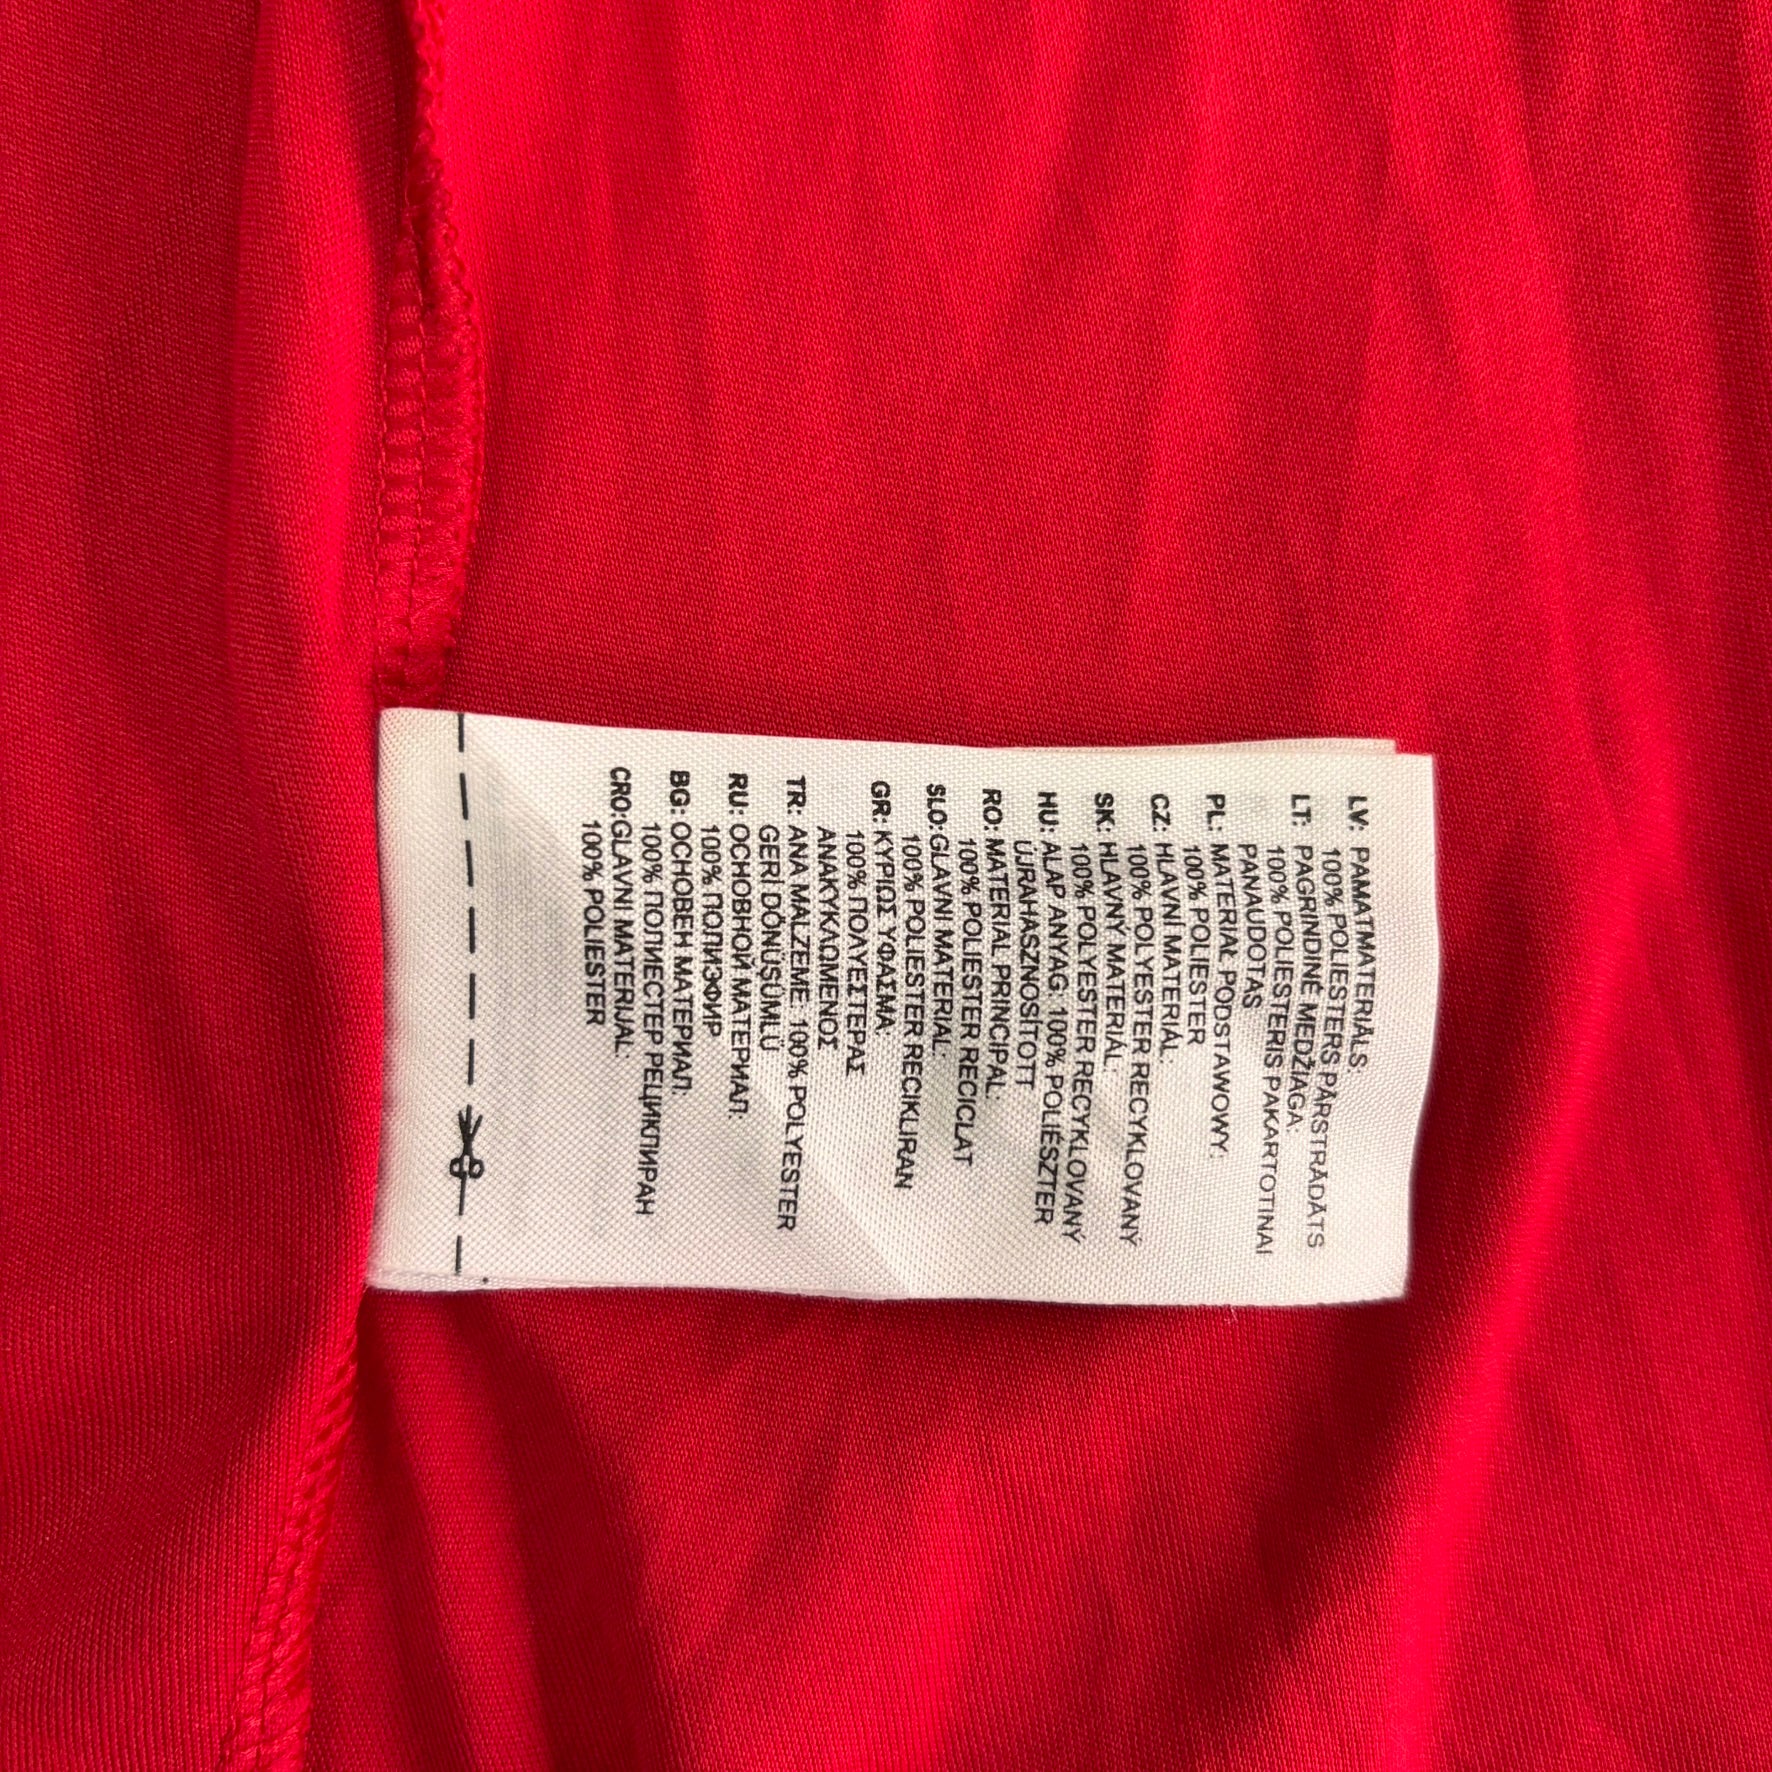 LV: PAMATMATERIĀLS:
100% POLIESTERS PĀRSTRĀDĀTS
LT: PAGRINDINĖ MEDŽIAGA:
100% POLIESTERIS PAKARTOTINAI
PANAUDOTAS
PL: MATERIAŁ PODSTAWOWY:
100% POLIESTER
CZ: HLAVNÍ MATERIÁL:
100% POLYESTER RECYKLOVANÝ
SK: HLAVNÝ MATERIÁL:
100% POLYESTER RECYKLOVANÝ
HU: ALAP ANYAG: 100% POLIÉSZTER
ÚJRAHASZNOSÍTOTT
RO: MATERIAL PRINCIPAL:
100% POLIESTER RECICLAT
SLO: GLAVNI MATERIAL:
100% POLIESTER RECIKLIRAN
GR: ΚΥΡΙΩΣ ΥΦΑΣΜΑ:
100% ΠΟΛΥΕΣΤΕΡΑΣ
ΑΝΑΚΥΚΛΩΜΕΝΟΣ
TR: ANA MALZEME: 100% POLYESTER
GERİ DÖNÜŞÜMLÜ
RU: ОСНОВНОЙ МАТЕРИАЛ:
100% ПОЛИЭФИР
BG: ОСНОВЕН МАТЕРИАЛ:
100% ПОЛИЕСТЕР РЕЦИКЛИРАН
CRO: GLAVNI MATERIJAL:
100% POLIESTER